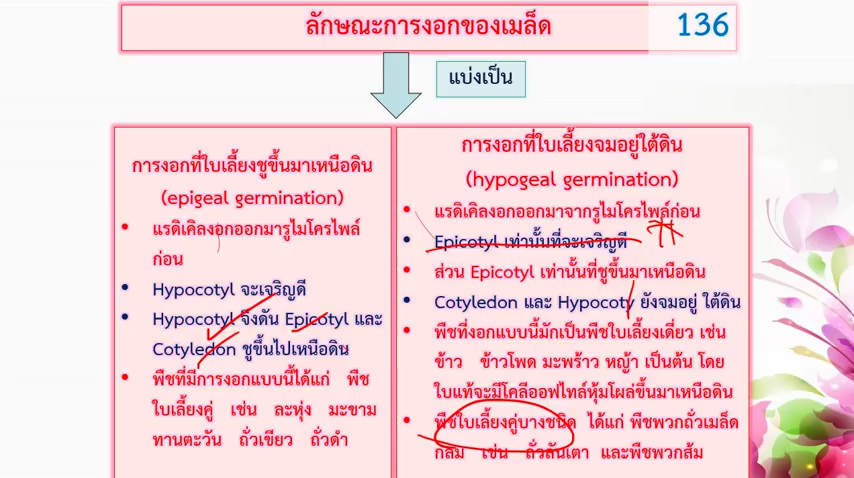 ลักษณะการงอกของเมล็ด
136
แบ่งเป็น
การงอกที่ใบเลี้ยงชูขึ้นมาเหนือดิน
(epigeal germination)
• แรดิเคิลงอกออกมารูไมโครไพล์
ก่อน
• Hypocotyl จะเจริญดี
• Hypocotyl จึงดัน Epicotyl และ
Cotyledon ชูขึ้นไปเหนือดิน
• พืชที่มีการงอกแบบนี้ได้แก่ พืช
ใบเลี้ยงคู่ เช่น ละหุ่ง มะขาม
ทานตะวัน ถั่วเขียว ถั่วดำ
การงอกที่ใบเลี้ยงจมอยู่ใต้ดิน
(hypogeal germination)
• แรดิเคิลงอกออกมาจากรูไมโครไพล์ก่อน
• Epicotyl เท่านั้นที่จะเจริญดี
• ส่วน Epicotyl เท่านั้นที่ชูขึ้นมาเหนือดิน
• Cotyledon และ Hypocoty ยังจมอยู่ ใต้ดิน
• พืชที่งอกแบบนี้มักเป็นพืชใบเลี้ยงเดี่ยว เช่น
ข้าว ข้าวโพด มะพร้าว หญ้า เป็นต้น โดย
ใบแท้จะมีโคลีออฟไทล์หุ้มโผล่ขึ้นมาเหนือดิน
• พืชใบเลี้ยงคู่บางชนิด ได้แก่ พืชพวกถั่วเมล็ด
กลม เช่น ถั่วลันเตา และพืชพวกส้ม